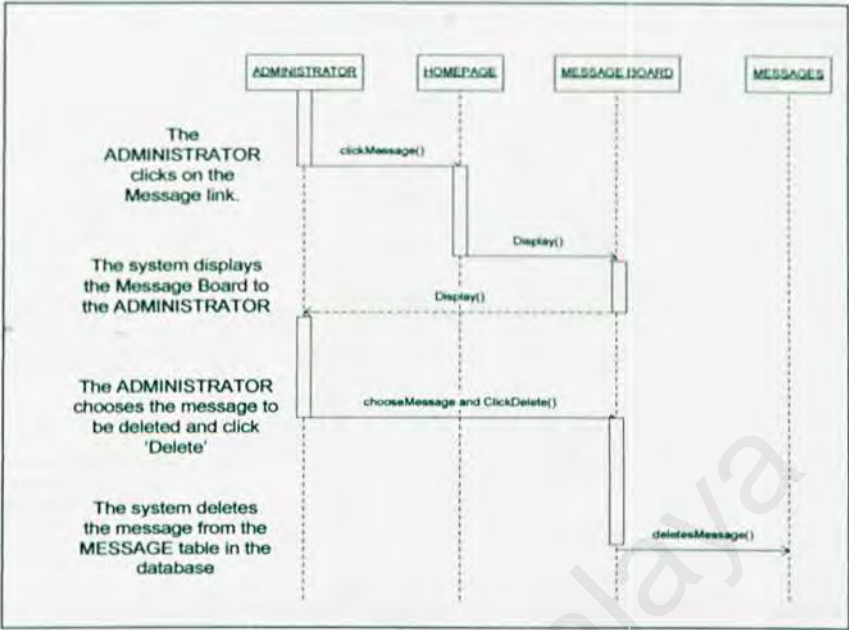 ADMINISTRATOR
HOMEPAGE
MESSAGE BOARD
MESSAGES
The
ADMINISTRATOR
clicks on the
Message link.
clickMessage()
Display()
The system displays
the Message Board to
the ADMINISTRATOR
Display()
The ADMINISTRATOR
chooses the message to
be deleted and click
'Delete'
chooseMessage and ClickDelete()
The system deletes
the message from the
MESSAGE table in the
database
deletesMessage()